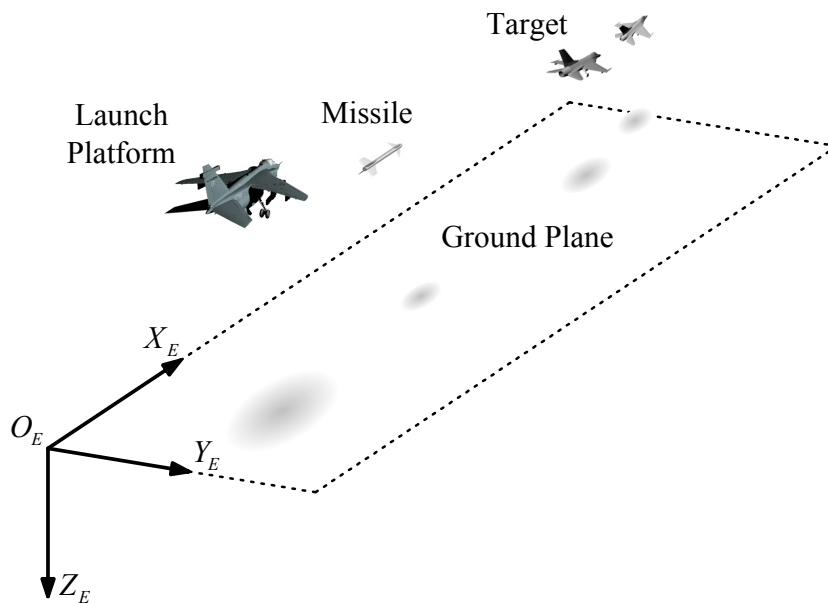 Target
Launch
Platform
Missile
Ground Plane
X_E
O_E
Y_E
Z_E